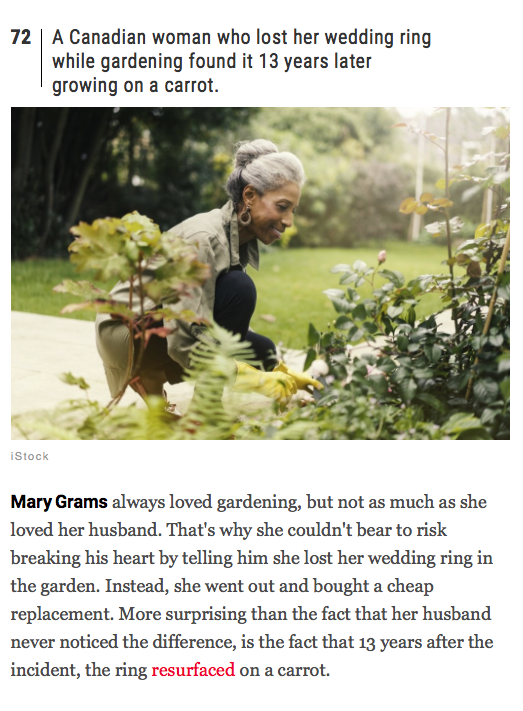 72 A Canadian woman who lost her wedding ring
while gardening found it 13 years later
growing on a carrot.
iStock
Mary Grams always loved gardening, but not as much as she
loved her husband. That's why she couldn't bear to risk
breaking his heart by telling him she lost her wedding ring in
the garden. Instead, she went out and bought a cheap
replacement. More surprising than the fact that her husband
never noticed the difference, is the fact that 13 years after the
incident, the ring resurfaced on a carrot.